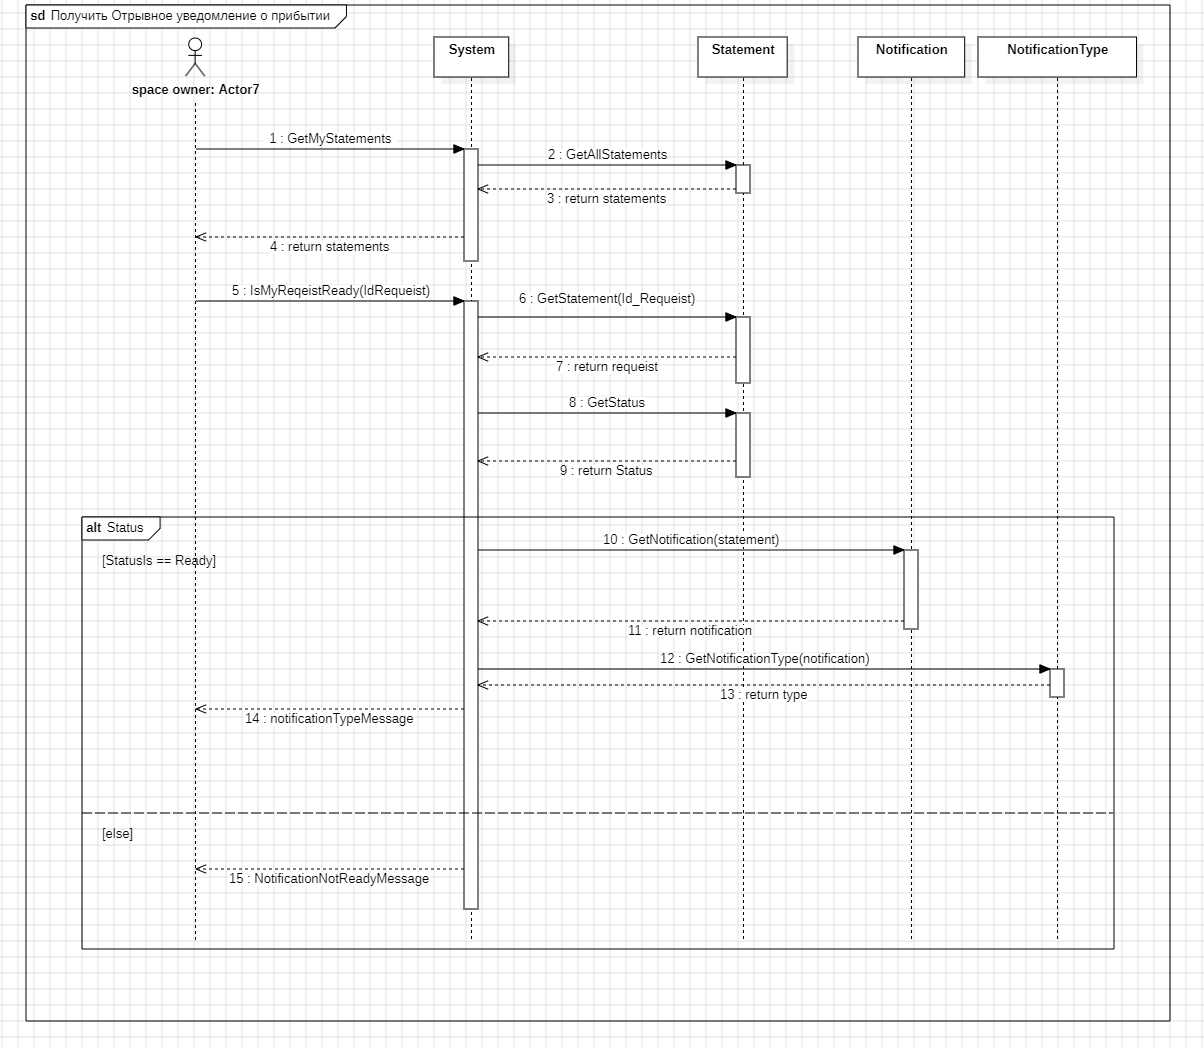 sd Получить Отрывное уведомление о прибытии
System
Statement
Notification
NotificationType
space owner: Actor7
1 : GetMyStatements
2 : GetAllStatements
3 : return statements
4 : return statements
5 : IsMyReqeistReady(IdRequeist)
6 : GetStatement(Id_Requeist)
7 : return requeist
8 : GetStatus
9 : return Status
alt Status
10 : GetNotification(statement)
[StatusIs == Ready]
11 : return notification
12 : GetNotificationType(notification)
13 : return type
14 : notificationTypeMessage
[else]
15 : NotificationNotReadyMessage